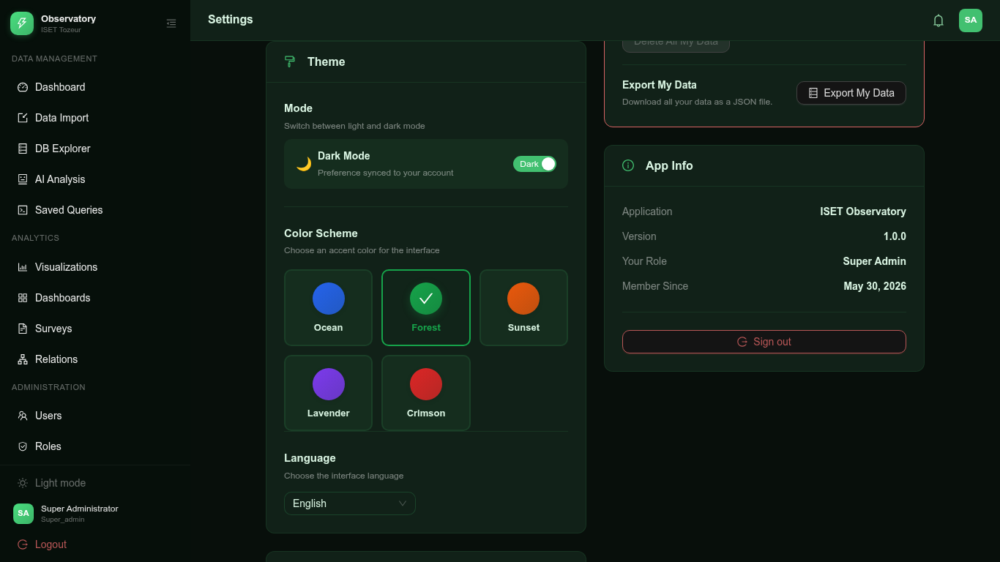 Observatory
ISET Tozeur
DATA MANAGEMENT
Dashboard
Data Import
DB Explorer
AI Analysis
Saved Queries
ANALYTICS
Visualizations
Dashboards
Surveys
Relations
ADMINISTRATION
Users
Roles
Light mode
SA
Super Administrator
Super_admin
Logout
Settings
SA
Theme
Mode
Switch between light and dark mode
Dark Mode
Preference synced to your account
Dark
Color Scheme
Choose an accent color for the interface
Ocean
Forest
Sunset
Lavender
Crimson
Language
Choose the interface language
English
Delete All My Data
Export My Data
Download all your data as a JSON file.
Export My Data
App Info
Application
ISET Observatory
Version
1.0.0
Your Role
Super Admin
Member Since
May 30, 2026
Sign out